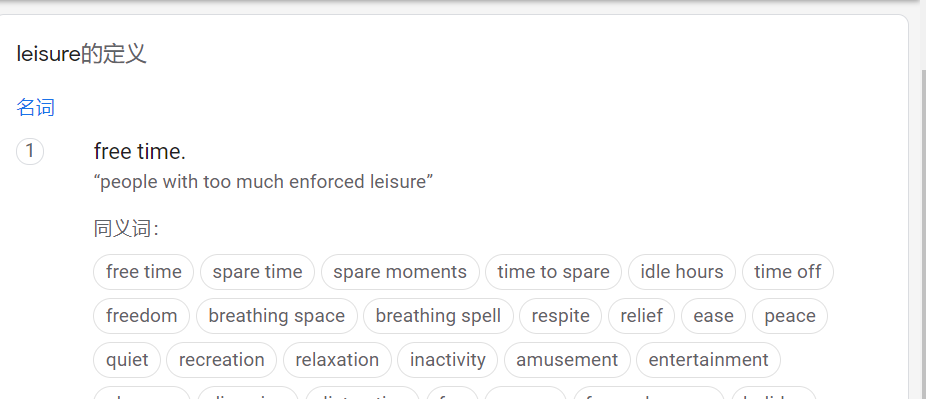 leisure的定义
名词
1 free time.
“people with too much enforced leisure”
同义词：
free time spare time spare moments time to spare idle hours time off
freedom breathing space breathing spell respite relief ease peace
quiet recreation relaxation inactivity amusement entertainment